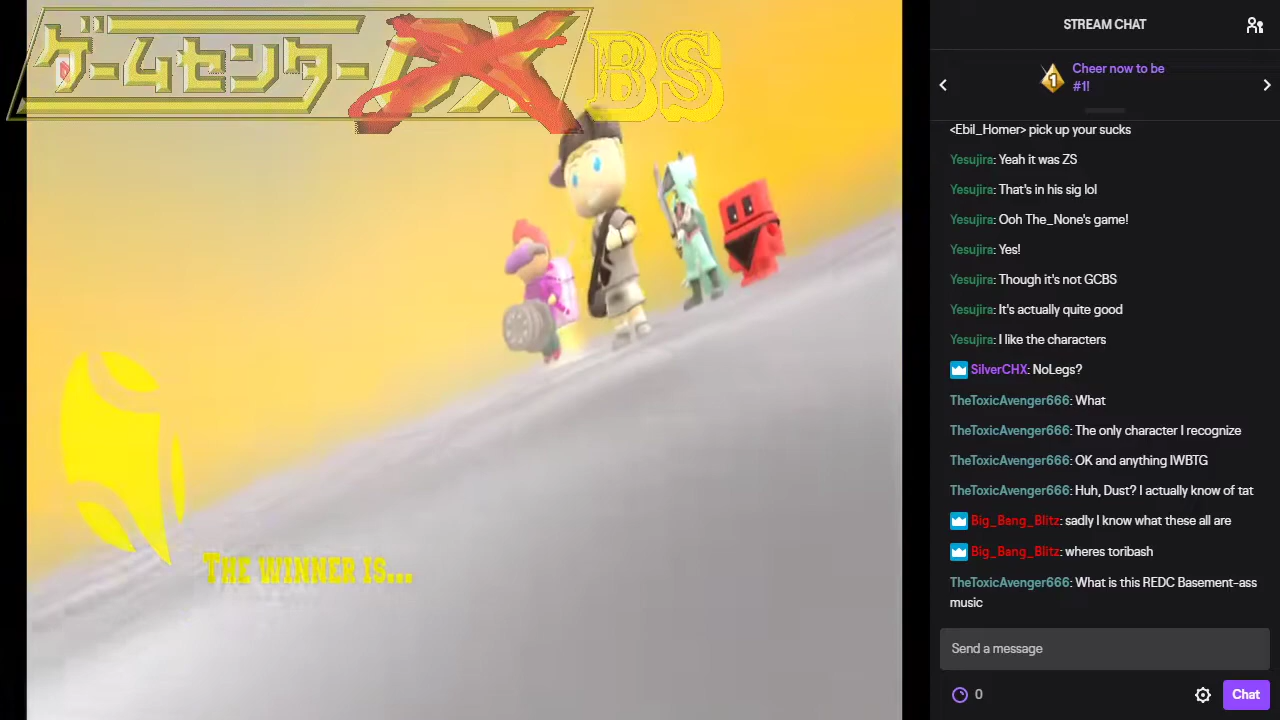 ゲームセンターCX
BS
THE WINNER IS...
STREAM CHAT
1
Cheer now to be
#1!
<Ebil_Homer> pick up your sucks
Yesujira: Yeah it was ZS
Yesujira: That's in his sig lol
Yesujira: Ooh The_None's game!
Yesujira: Yes!
Yesujira: Though it's not GCBS
Yesujira: It's actually quite good
Yesujira: I like the characters
SilverCHX: NoLegs?
TheToxicAvenger666: What
TheToxicAvenger666: The only character I recognize
TheToxicAvenger666: OK and anything IWBTG
TheToxicAvenger666: Huh, Dust? I actually know of tat
Big_Bang_Blitz: sadly I know what these all are
Big_Bang_Blitz: wheres toribash
TheToxicAvenger666: What is this REDC Basement-ass
music
Send a message
0
Chat